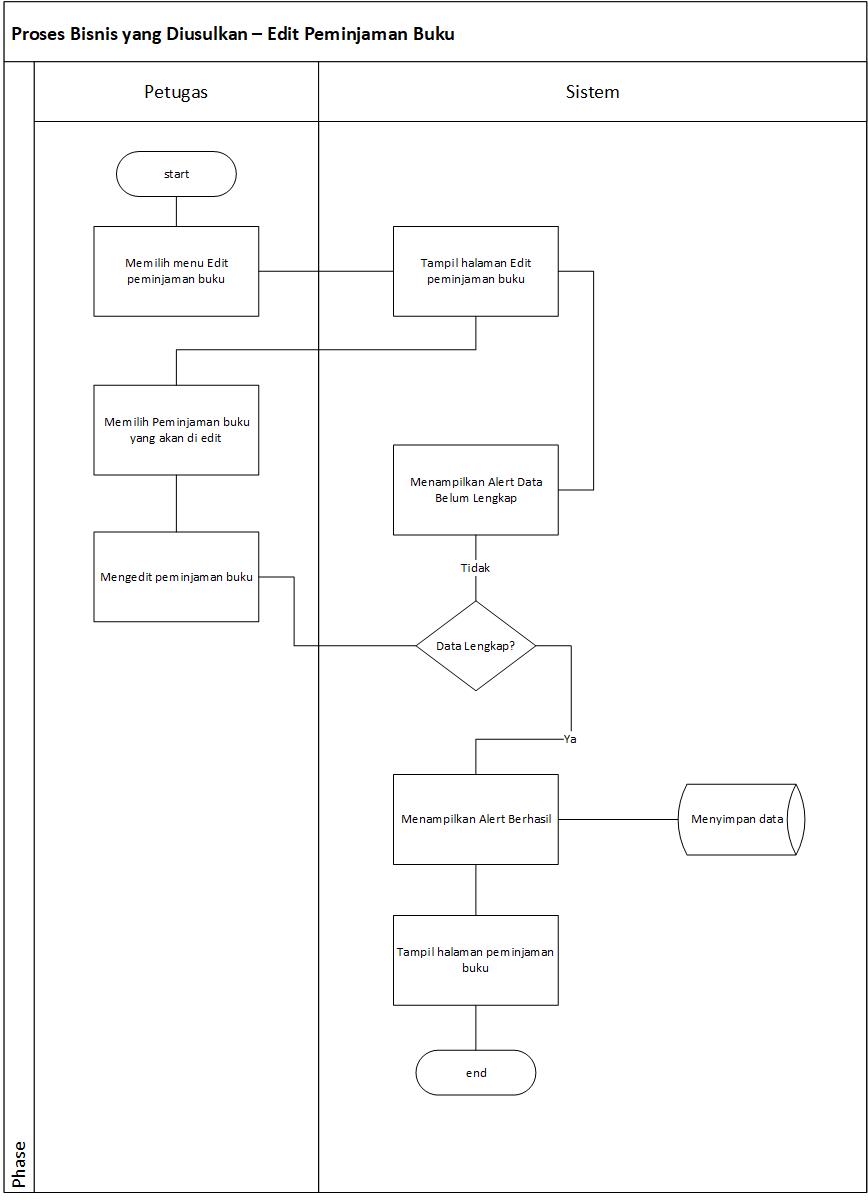 Proses Bisnis yang Diusulkan – Edit Peminjaman Buku
Petugas
Sistem
start
Memilih menu Edit
peminjaman buku
Tampil halaman Edit
peminjaman buku
Memilih Peminjaman buku
yang akan di edit
Menampilkan Alert Data
Belum Lengkap
Mengedit peminjaman buku
Tidak
Data Lengkap?
Ya
Menampilkan Alert Berhasil
Menyimpan data
Tampil halaman peminjaman
buku
end
Phase